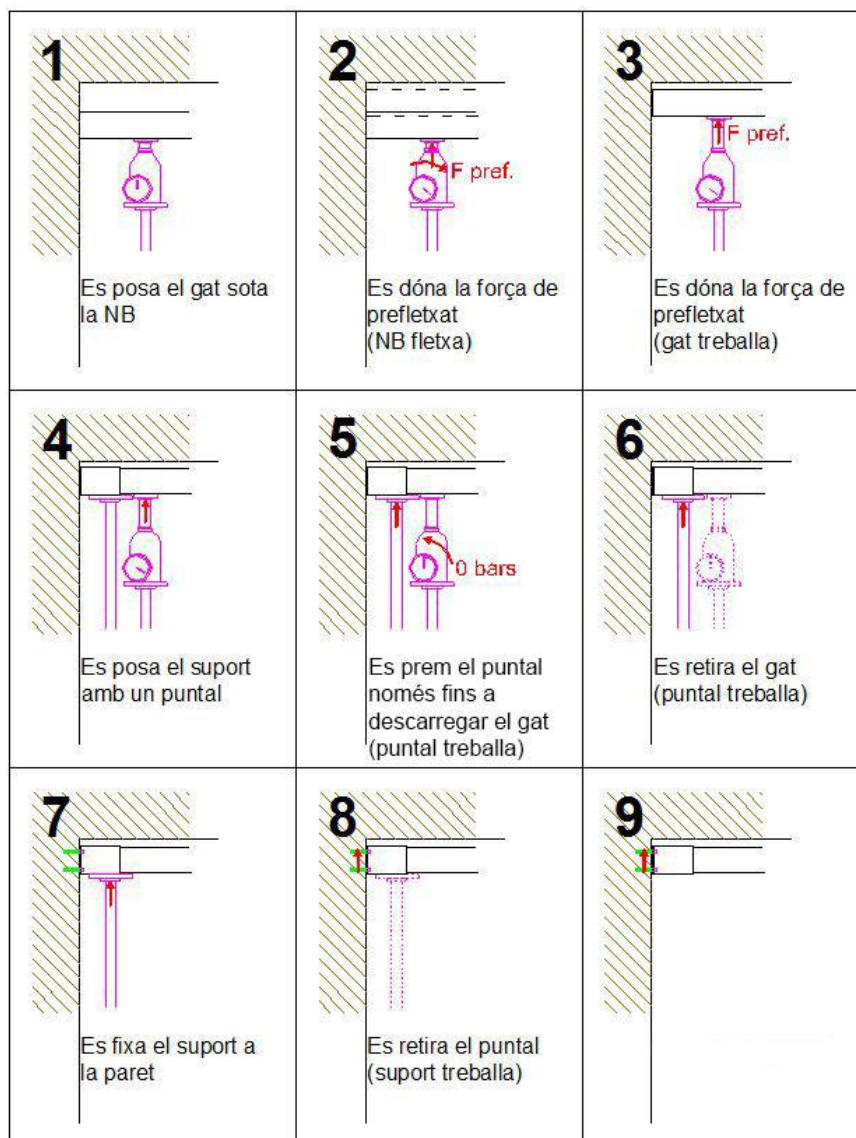 1
Es posa el gat sota
la NB
2
F pref.
Es dóna la força de
prefletxat
(NB fletxa)
3
F pref.
Es dóna la força de
prefletxat
(gat treballa)
4
Es posa el suport
amb un puntal
5
0 bars
Es prem el puntal
només fins a
descarregar el gat
(puntal treballa)
6
Es retira el gat
(puntal treballa)
7
Es fixa el suport a
la paret
8
Es retira el puntal
(suport treballa)
9